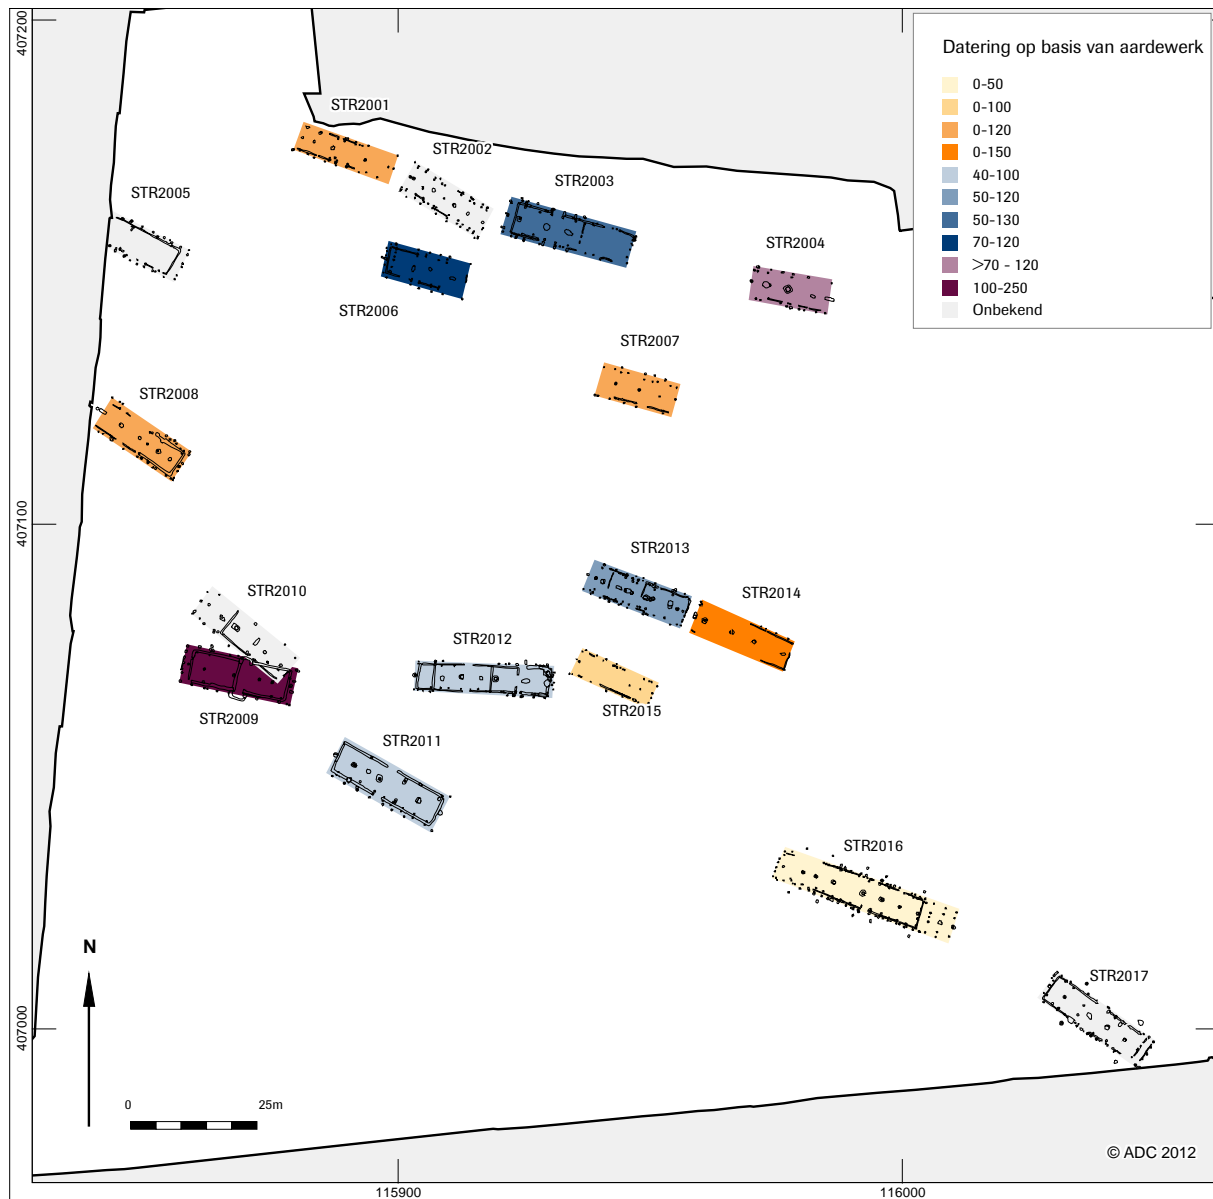 407200
407100
407000
Datering op basis van aardewerk
0-50
0-100
0-120
0-150
40-100
50-120
50-130
70-120
>70 - 120
100-250
Onbekend
STR2001
STR2002
STR2003
STR2005
STR2004
STR2006
STR2007
STR2008
STR2013
STR2010
STR2014
STR2012
STR2015
STR2009
STR2011
STR2016
STR2017
N
0 25m
© ADC 2012
115900 116000